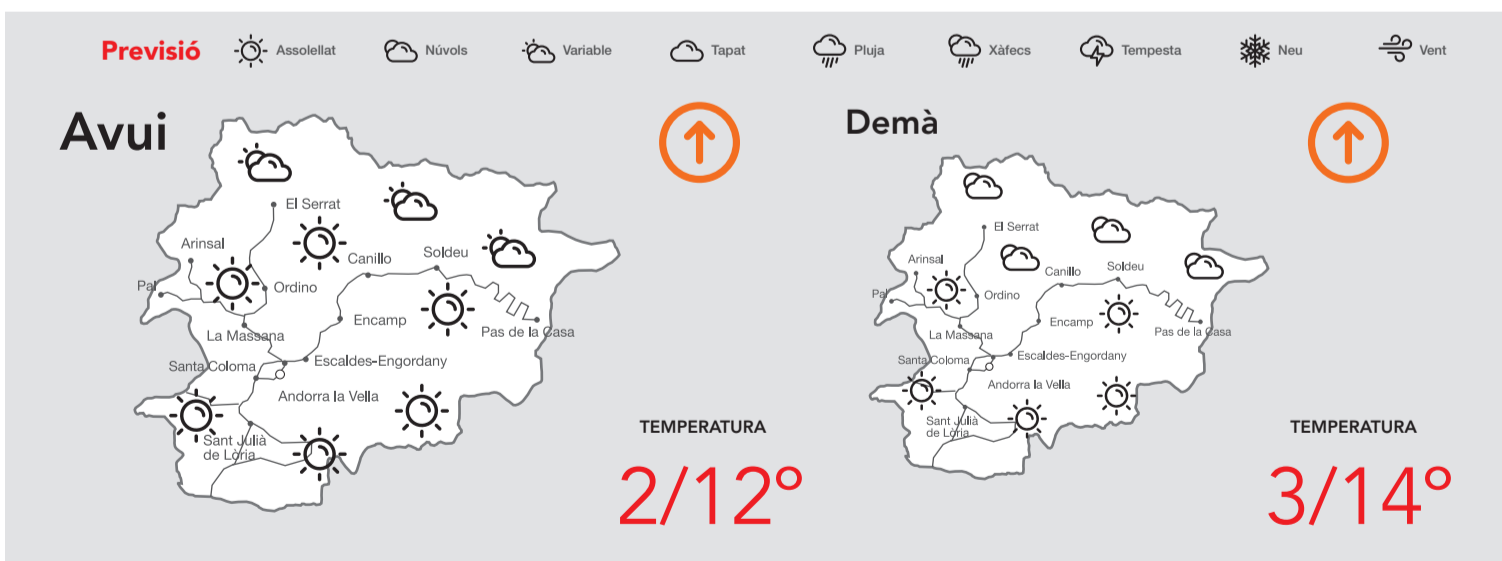 Previsió
Assolellat
Núvols
Variable
Tapat
Pluja
Xàfecs
Tempesta
Neu
Vent
Avui
El Serrat
Arinsal
Canillo
Soldeu
Pal
Ordino
La Massana
Encamp
Pas de la Casa
Santa Coloma
Escaldes-Engordany
Andorra la Vella
Sant Julià
de Lòria
TEMPERATURA
2/12º
Demà
El Serrat
Arinsal
Canillo
Soldeu
Pal
Ordino
La Massana
Encamp
Pas de la Casa
Santa Coloma
Escaldes-Engordany
Andorra la Vella
Sant Julià
de Lòria
TEMPERATURA
3/14º